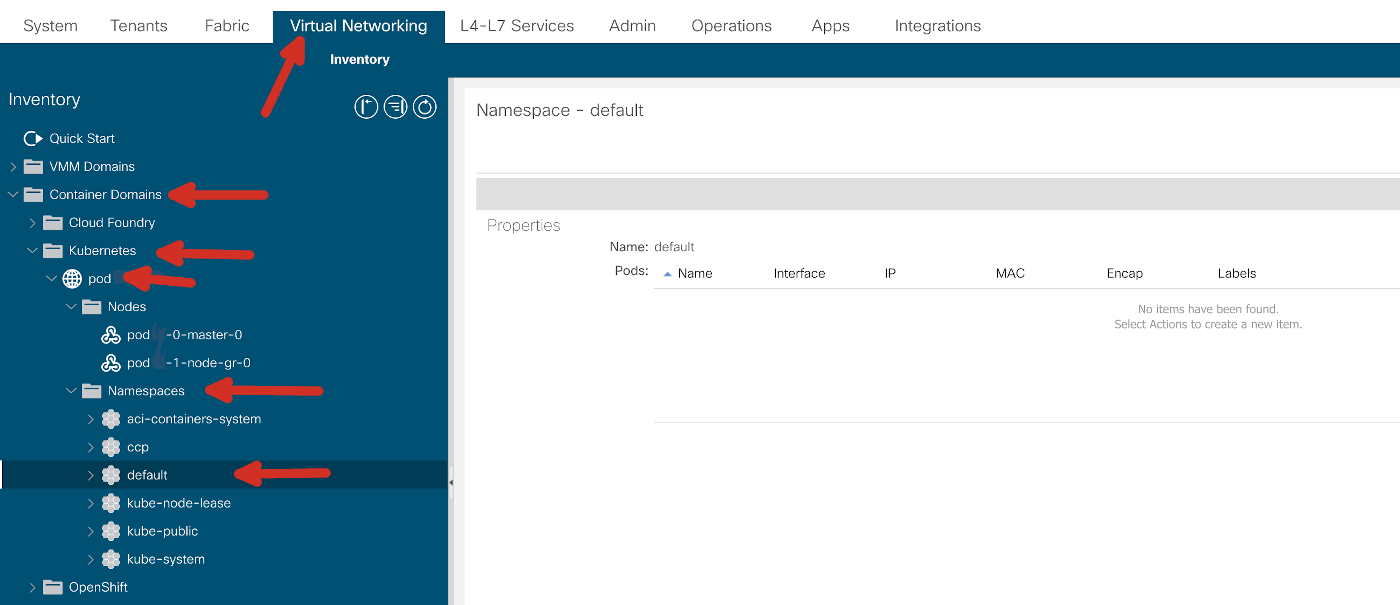 System Tenants Fabric Virtual Networking L4-L7 Services Admin Operations Apps Integrations
Inventory
Inventory
Quick Start
VMM Domains
Container Domains
Cloud Foundry
Kubernetes
pod
Nodes
pod -0-master-0
pod -1-node-gr-0
Namespaces
aci-containers-system
ccp
default
kube-node-lease
kube-public
kube-system
OpenShift
Namespace - default
Properties
Name: default
Pods: Name Interface IP MAC Encap Labels
No items have been found.
Select Actions to create a new item.